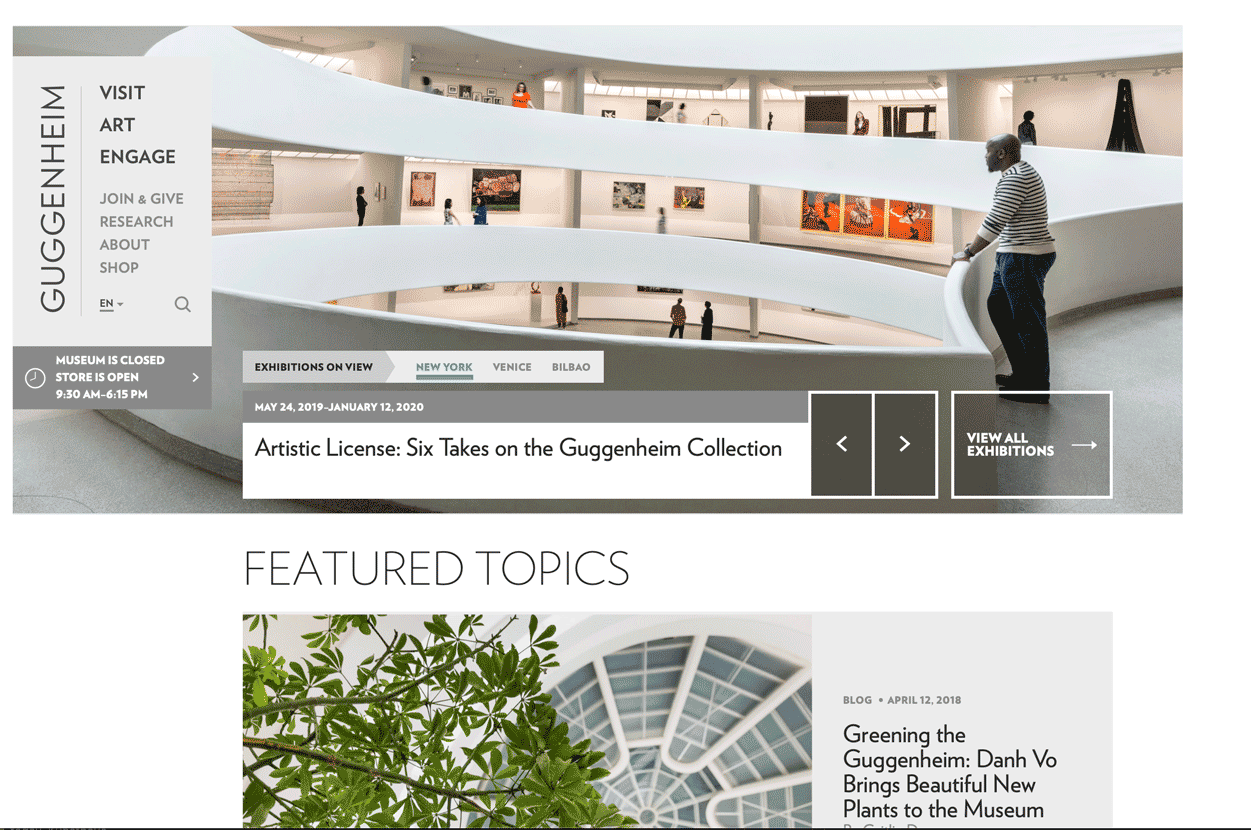 GUGGENHEIM
VISIT
ART
ENGAGE
JOIN & GIVE
RESEARCH
ABOUT
SHOP
EN
MUSEUM IS CLOSED
STORE IS OPEN
9:30 AM–6:15 PM
EXHIBITIONS ON VIEW
NEW YORK
VENICE
BILBAO
MAY 24, 2019–JANUARY 12, 2020
Artistic License: Six Takes on the Guggenheim Collection
VIEW ALL
EXHIBITIONS
FEATURED TOPICS
BLOG • APRIL 12, 2018
Greening the
Guggenheim: Danh Vo
Brings Beautiful New
Plants to the Museum